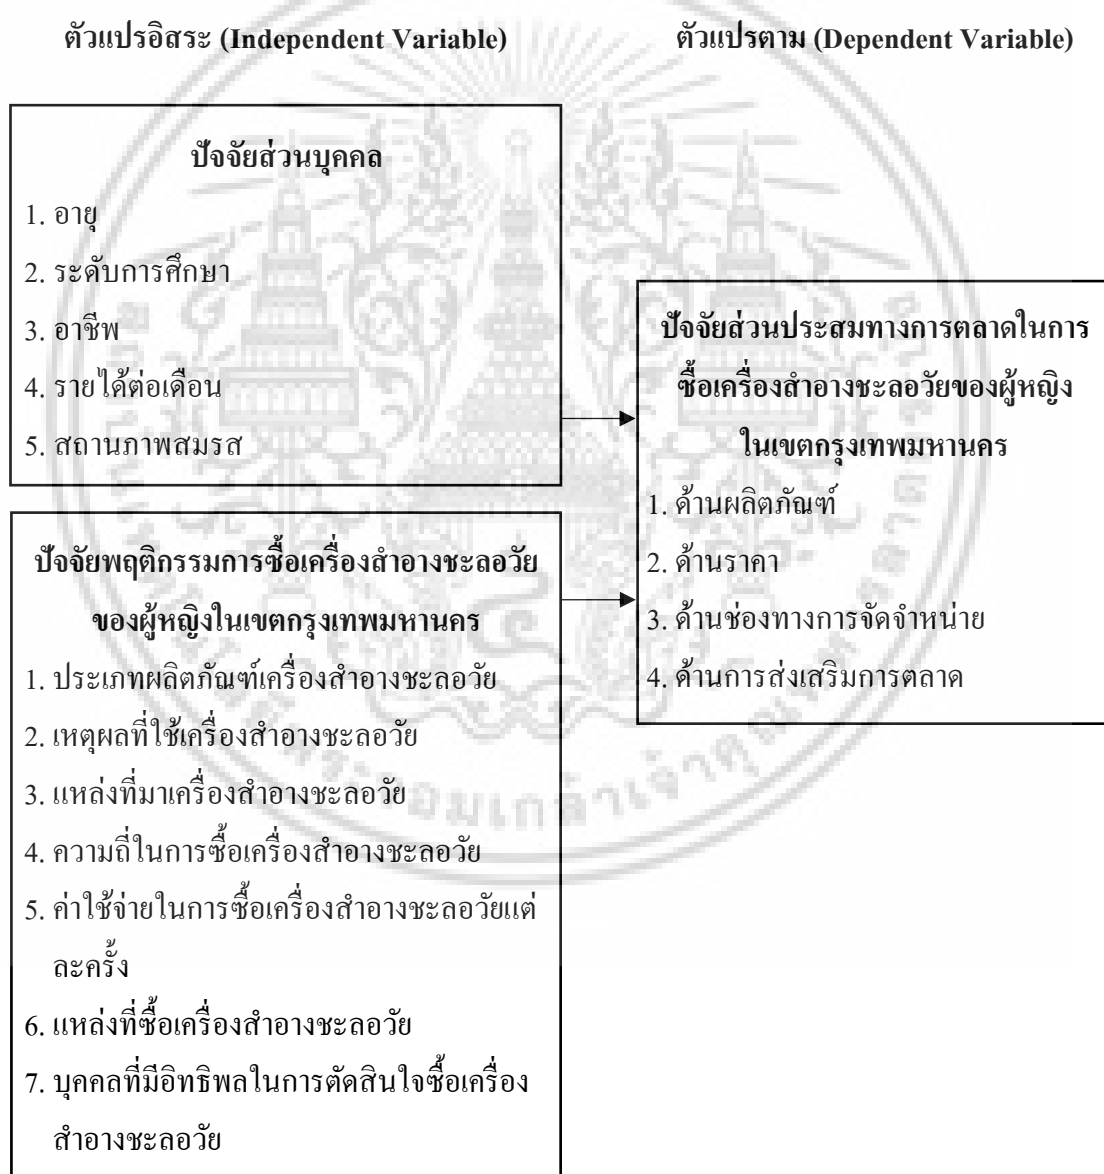 ตัวแปรอิสระ (Independent Variable)
ตัวแปรตาม (Dependent Variable)
ปัจจัยส่วนบุคคล
1. อายุ
2. ระดับการศึกษา
3. อาชีพ
4. รายได้ต่อเดือน
5. สถานภาพสมรส
ปัจจัยพฤติกรรมการซื้อเครื่องสำอางชะลอวัย
ของผู้หญิงในเขตกรุงเทพมหานคร
1. ประเภทผลิตภัณฑ์เครื่องสำอางชะลอวัย
2. เหตุผลที่ใช้เครื่องสำอางชะลอวัย
3. แหล่งที่มาเครื่องสำอางชะลอวัย
4. ความถี่ในการซื้อเครื่องสำอางชะลอวัย
5. ค่าใช้จ่ายในการซื้อเครื่องสำอางชะลอวัยแต่
ละครั้ง
6. แหล่งที่ซื้อเครื่องสำอางชะลอวัย
7. บุคคลที่มีอิทธิพลในการตัดสินใจซื้อเครื่อง
สำอางชะลอวัย
ปัจจัยส่วนประสมทางการตลาดในการ
ซื้อเครื่องสำอางชะลอวัยของผู้หญิง
ในเขตกรุงเทพมหานคร
1. ด้านผลิตภัณฑ์
2. ด้านราคา
3. ด้านช่องทางการจัดจำหน่าย
4. ด้านการส่งเสริมการตลาด